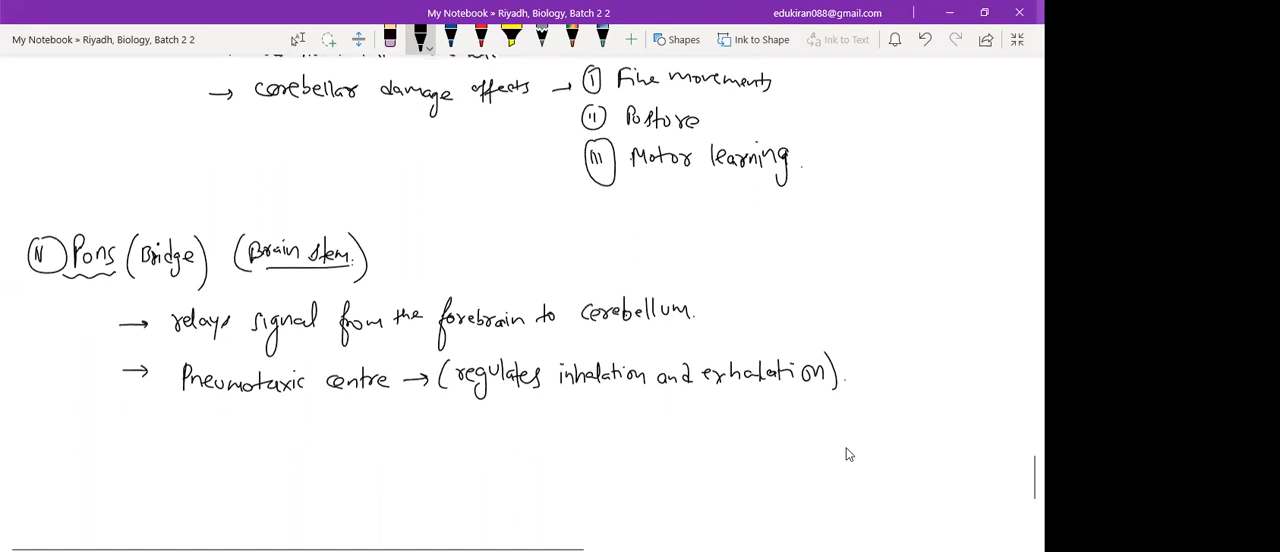 My Notebook » Riyadh, Biology, Batch 2 2
edukiran088@gmail.com
My Notebook » Riyadh, Biology, Batch 2 2
Shapes
Ink to Shape
Ink to Text
→ cerebellar damage effects → (i) Fine movements
(ii) Postore
(iii) Motor learning.
(iv) Pons (Bridge) (Brain stem.)
→ relays signal from the forebrain to cerebellum.
→ Pneumotaxic centre → (regulates inhalation and exhalation).